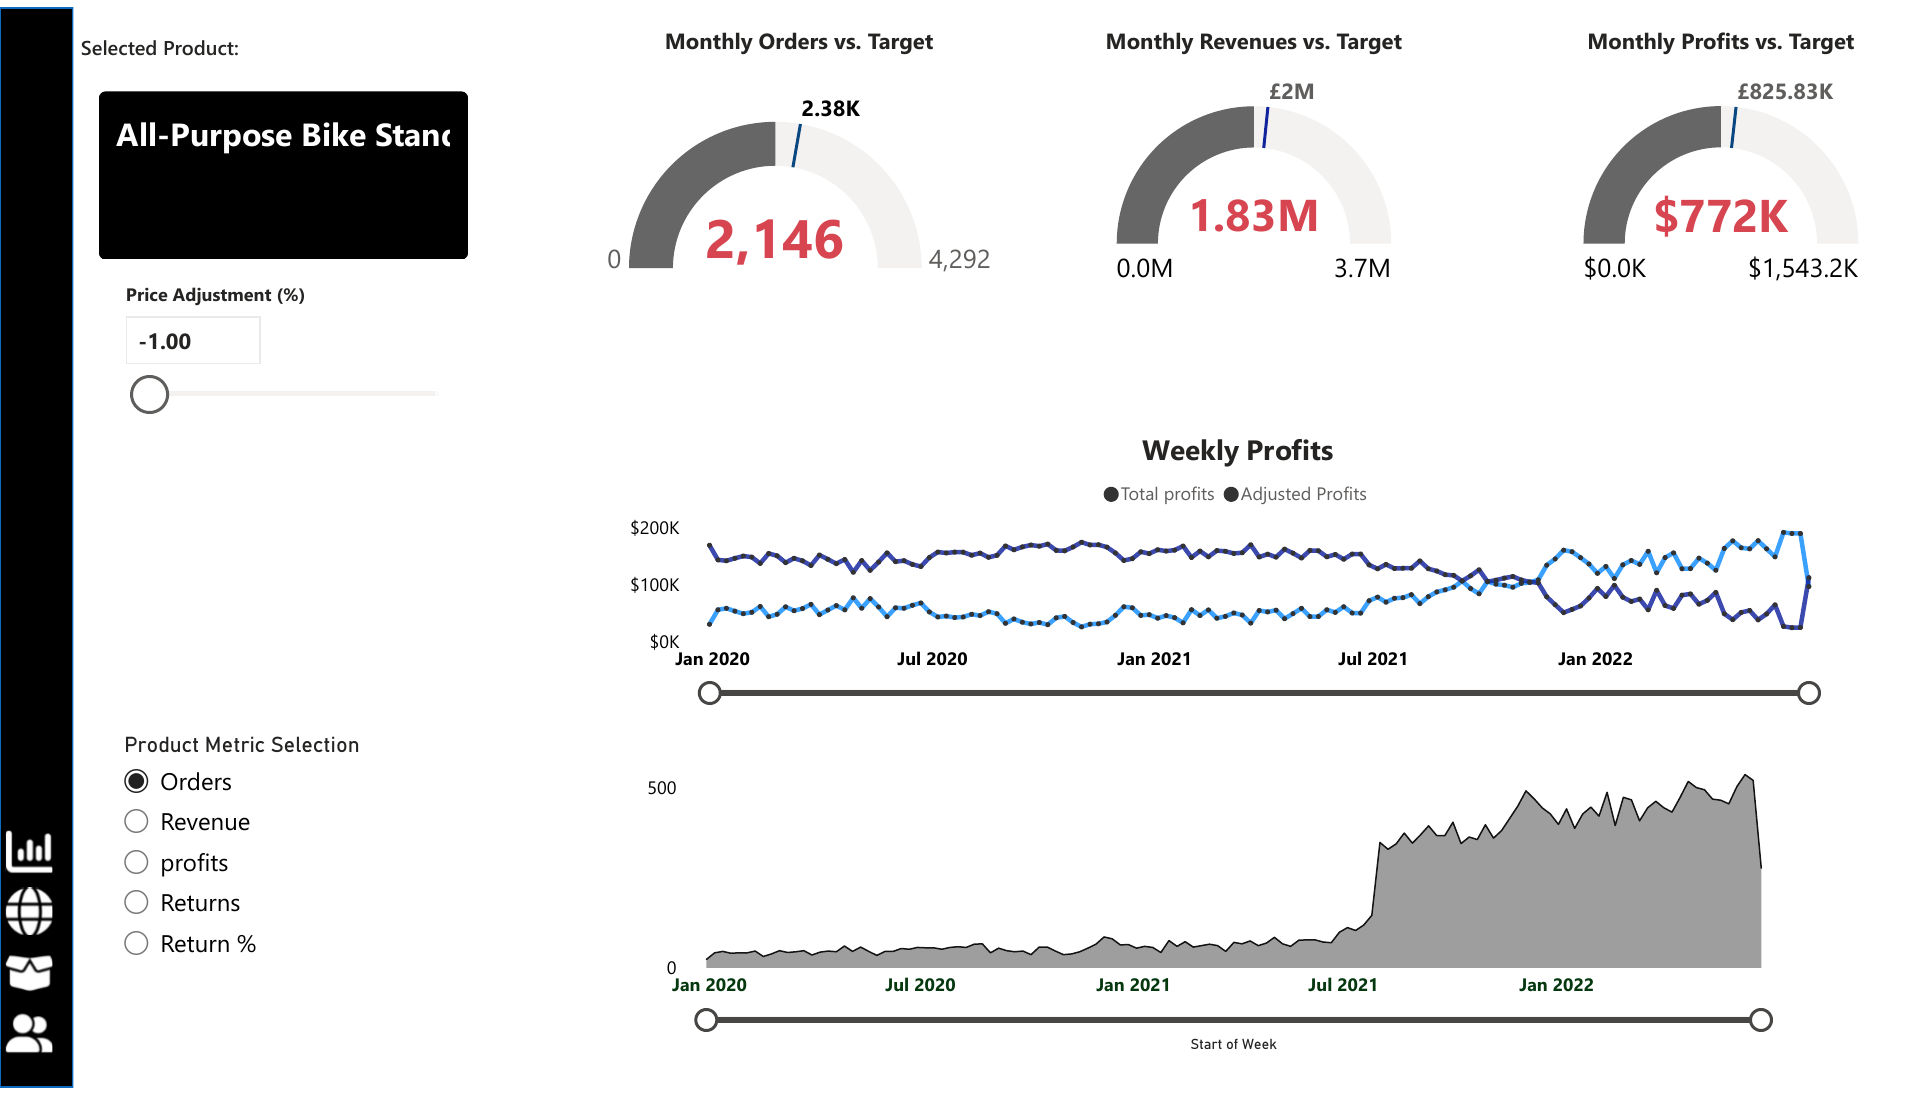 Selected Product:
All-Purpose Bike Stand
Price Adjustment (%)
-1.00
Monthly Orders vs. Target
2.38K
2,146
0
4,292
Monthly Revenues vs. Target
£2M
1.83M
0.0M
3.7M
Monthly Profits vs. Target
£825.83K
$772K
$0.0K
$1,543.2K
Weekly Profits
Total profits
Adjusted Profits
$200K
$100K
$0K
Jan 2020
Jul 2020
Jan 2021
Jul 2021
Jan 2022
Product Metric Selection
Orders
Revenue
profits
Returns
Return %
500
0
Jan 2020
Jul 2020
Jan 2021
Jul 2021
Jan 2022
Start of Week